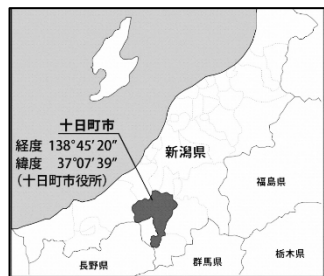 十日町市
経度 138°45′20″
緯度 37°07′39″
（十日町市役所）
新潟県
福島県
長野県
群馬県
栃木県